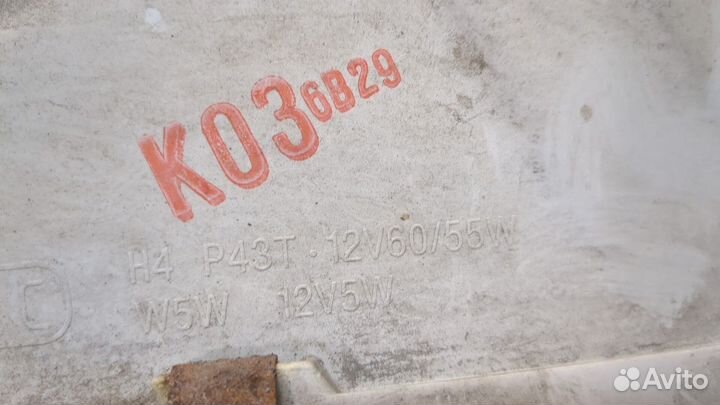 K03 6B29
H4 P43T · 12V60/55W
C
W5W 12V5W
Avito